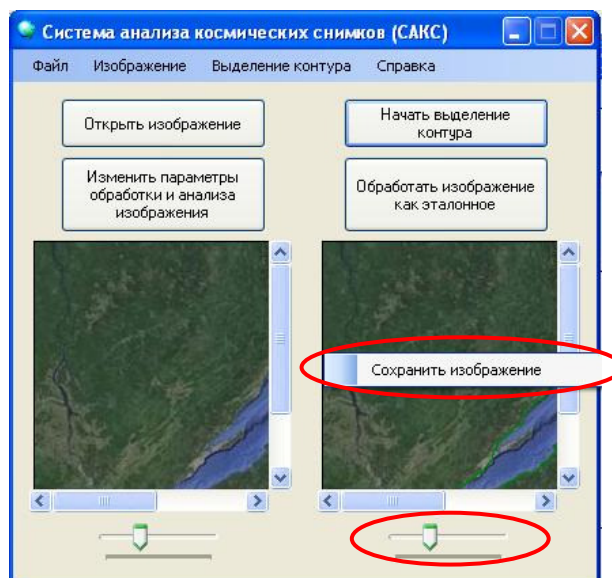 Система анализа космических снимков (САКС)
Файл Изображение Выделение контура Справка
Открыть изображение
Начать выделение
контура
Изменить параметры
обработки и анализа
изображения
Обработать изображение
как эталонное
Сохранить изображение